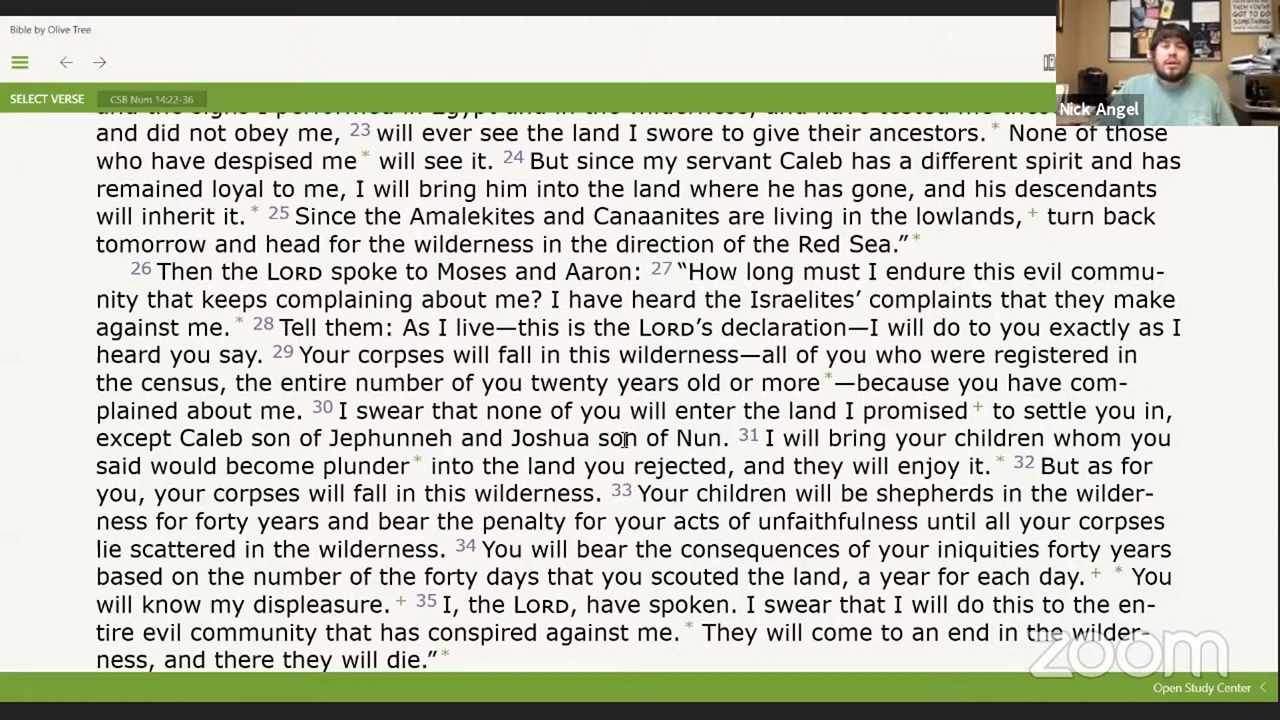 Bible by Olive Tree
SELECT VERSE
CSB Num 14:22-36
and did not obey me, 23 will ever see the land I swore to give their ancestors. * None of those
who have despised me * will see it. 24 But since my servant Caleb has a different spirit and has
remained loyal to me, I will bring him into the land where he has gone, and his descendants
will inherit it. * 25 Since the Amalekites and Canaanites are living in the lowlands, + turn back
tomorrow and head for the wilderness in the direction of the Red Sea.” *
26 Then the LORD spoke to Moses and Aaron: 27 “How long must I endure this evil commu-
nity that keeps complaining about me? I have heard the Israelites’ complaints that they make
against me. * 28 Tell them: As I live—this is the LORD’s declaration—I will do to you exactly as I
heard you say. 29 Your corpses will fall in this wilderness—all of you who were registered in
the census, the entire number of you twenty years old or more * —because you have com-
plained about me. 30 I swear that none of you will enter the land I promised + to settle you in,
except Caleb son of Jephunneh and Joshua son of Nun. 31 I will bring your children whom you
said would become plunder * into the land you rejected, and they will enjoy it. * 32 But as for
you, your corpses will fall in this wilderness. 33 Your children will be shepherds in the wilder-
ness for forty years and bear the penalty for your acts of unfaithfulness until all your corpses
lie scattered in the wilderness. 34 You will bear the consequences of your iniquities forty years
based on the number of the forty days that you scouted the land, a year for each day. + * You
will know my displeasure. + 35 I, the LORD, have spoken. I swear that I will do this to the en-
tire evil community that has conspired against me. * They will come to an end in the wilder-
ness, and there they will die.” *
Open Study Center
Nick Angel
zoom